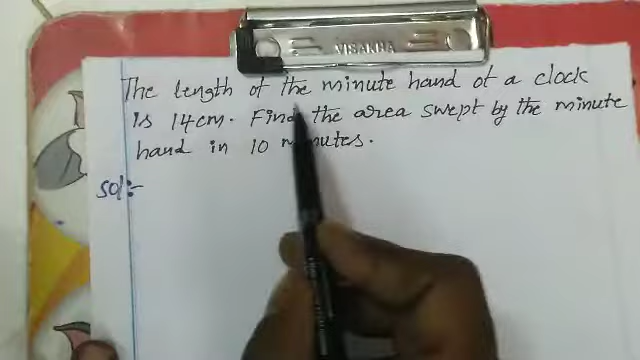 VISAKHA
The length of the minute hand of a clock
is 14cm. Find the area swept by the minute
hand in 10 minutes.
Sol:-